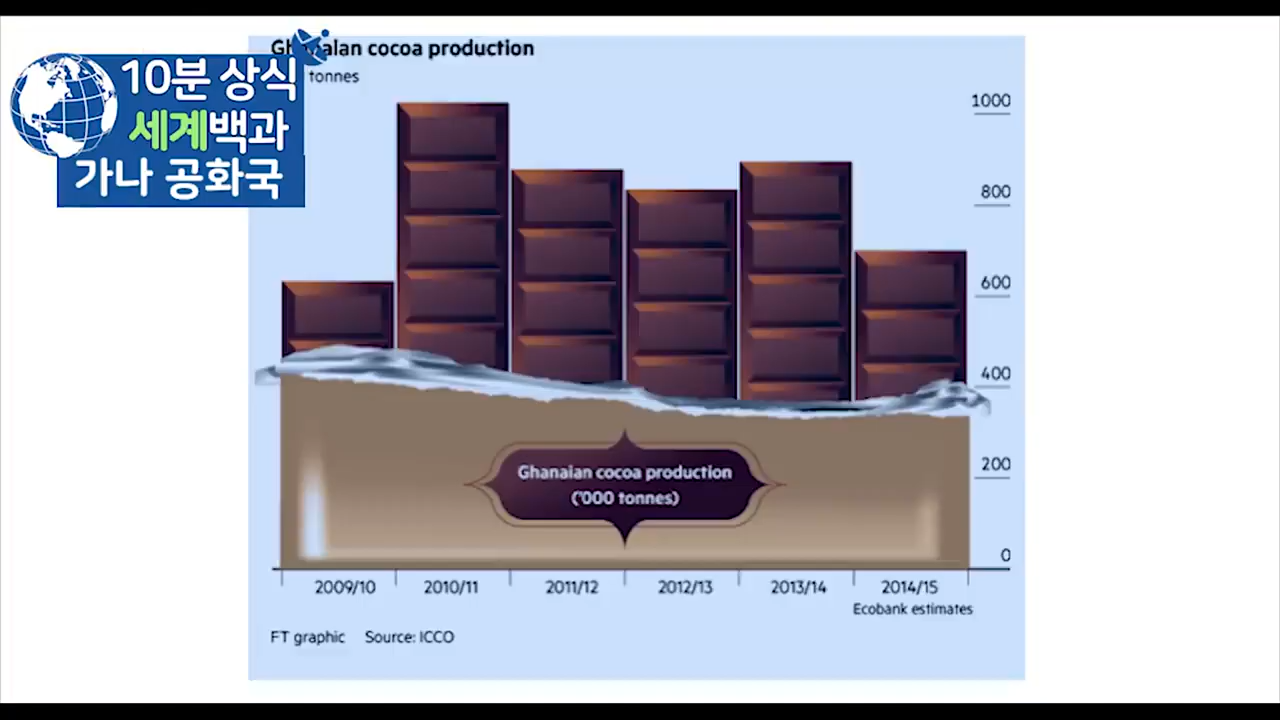 Ghanaian cocoa production
tonnes
10분 상식
세계백과
가나 공화국
1000
800
600
400
200
0
Ghanaian cocoa production
('000 tonnes)
2009/10 2010/11 2011/12 2012/13 2013/14 2014/15
Ecobank estimates
FT graphic Source: ICCO